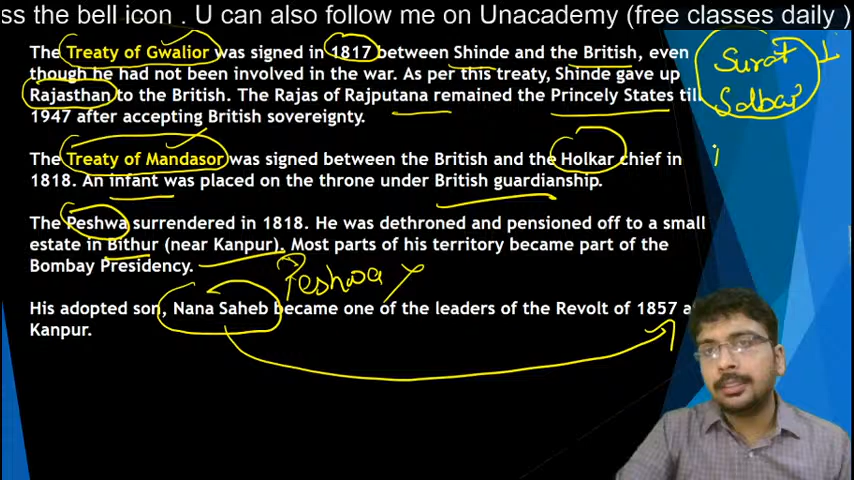 ss the bell icon . U can also follow me on Unacademy (free classes daily )
The Treaty of Gwalior was signed in 1817 between Shinde and the British, even
though he had not been involved in the war. As per this treaty, Shinde gave up
Rajasthan to the British. The Rajas of Rajputana remained the Princely States till
1947 after accepting British sovereignty.
Surat
Salbai
The Treaty of Mandasor was signed between the British and the Holkar chief in
1818. An infant was placed on the throne under British guardianship.
The Peshwa surrendered in 1818. He was dethroned and pensioned off to a small
estate in Bithur (near Kanpur). Most parts of his territory became part of the
Bombay Presidency.
Peshwa
His adopted son, Nana Saheb became one of the leaders of the Revolt of 1857 a
Kanpur.